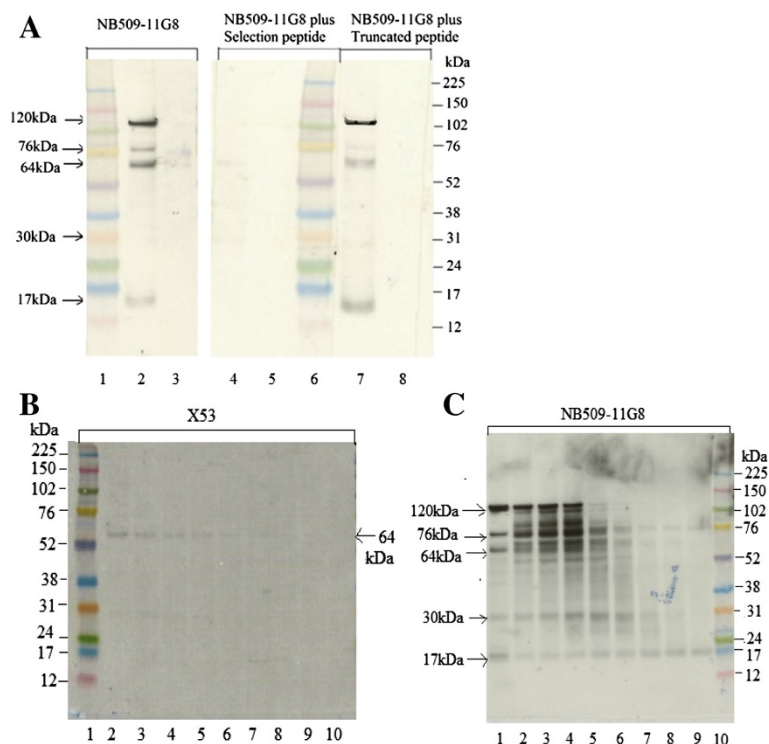 A
NB509-11G8
NB509-11G8 plus
Selection peptide
NB509-11G8 plus
Truncated peptide
kDa
225
150
120kDa
102
76kDa
76
64kDa
52
38
30kDa
31
24
17kDa
17
12
1 2 3 4 5 6 7 8
B
X53
kDa
225
150
102
76
64
kDa
52
38
31
24
17
12
1 2 3 4 5 6 7 8 9 10
C
NB509-11G8
kDa
225
150
120kDa
102
76kDa
76
64kDa
52
38
30kDa
31
24
17kDa
17
12
1 2 3 4 5 6 7 8 9 10